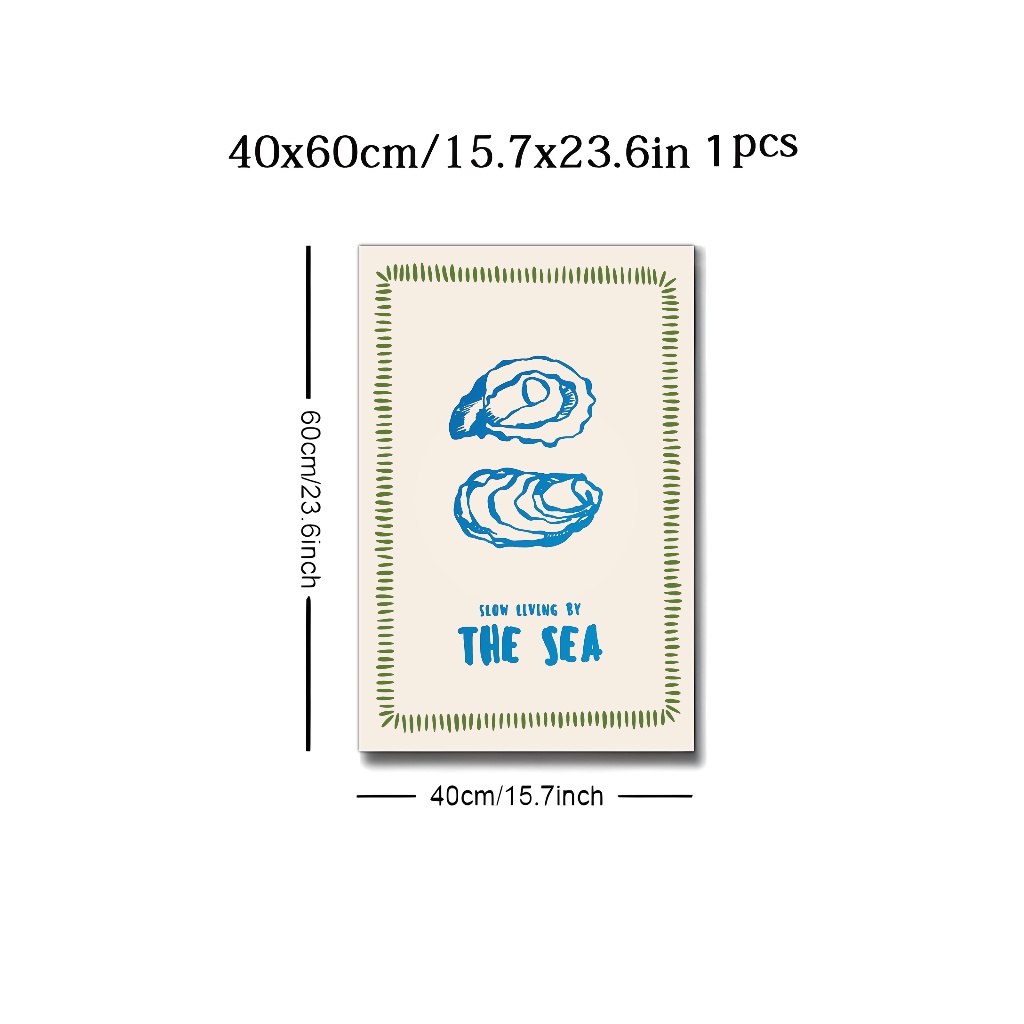 40x60cm/15.7x23.6in 1pcs
60cm/23.6inch
SLOW LIVING BY
THE SEA
40cm/15.7inch